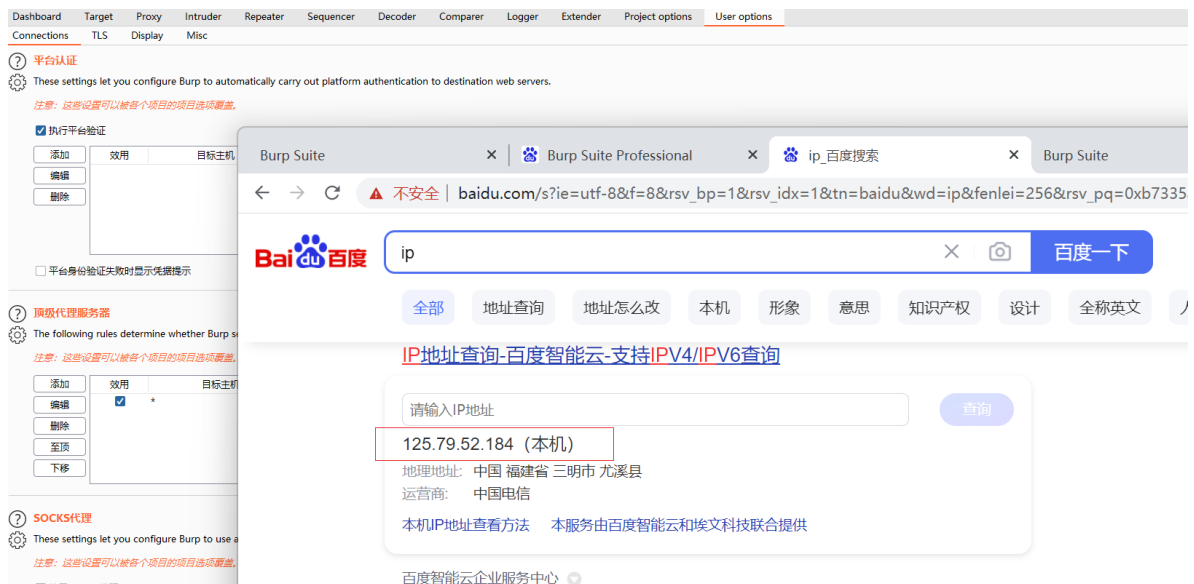 Dashboard Target Proxy Intruder Repeater Sequencer Decoder Comparer Logger Extender Project options User options
Connections TLS Display Misc
平台认证
These settings let you configure Burp to automatically carry out platform authentication to destination web servers.
注意：这些设置可以被各个项目的项目选项覆盖。
执行平台验证
添加 效用 目标主机
编辑
删除
平台身份验证失败时显示凭据提示
顶级代理服务器
The following rules determine whether Burp se
注意：这些设置可以被各个项目的项目选项覆盖。
添加 效用 目标主机
编辑 *
删除
至顶
下移
SOCKS代理
These settings let you configure Burp to use a
注意：这些设置可以被各个项目的项目选项覆盖。
Burp Suite Burp Suite Professional ip_百度搜索 Burp Suite
不安全 baidu.com/s?ie=utf-8&f=8&rsv_bp=1&rsv_idx=1&tn=baidu&wd=ip&fenlei=256&rsv_pq=0xb7335
Bai du 百度 ip 百度一下
全部 地址查询 地址怎么改 本机 形象 意思 知识产权 设计 全称英文
IP地址查询-百度智能云-支持IPV4/IPV6查询
请输入IP地址 查询
125.79.52.184（本机）
地理地址: 中国 福建省 三明市 尤溪县
运营商: 中国电信
本机IP地址查看方法 本服务由百度智能云和埃文科技联合提供
百度智能云企业服务中心